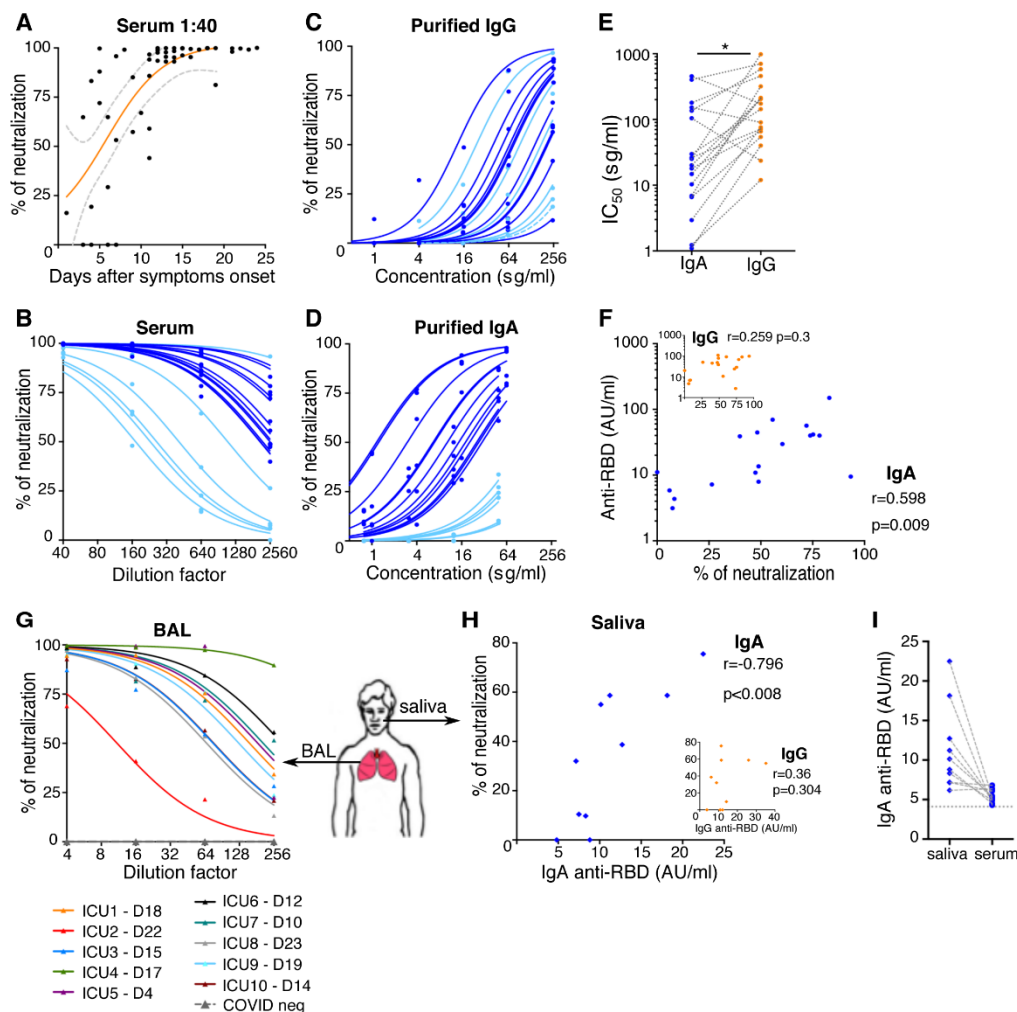 A
Serum 1:40
% of neutralization
100
75
50
25
0
0 5 10 15 20 25
Days after symptoms onset
B
Serum
% of neutralization
100
75
50
25
0
40 80 160 320 640 1280 2560
Dilution factor
C
Purified IgG
% of neutralization
100
75
50
25
0
1 4 16 64 256
Concentration (sg/ml)
D
Purified IgA
% of neutralization
100
75
50
25
0
1 4 16 64 256
Concentration (sg/ml)
E
*
IC50 (sg/ml)
1000
100
10
1
IgA IgG
F
Anti-RBD (AU/ml)
1000
100
10
1
0 25 50 75 100
% of neutralization
IgG r=0.259 p=0.3
1000
100
10
1
25 50 75 100
IgA
r=0.598
p=0.009
G
BAL
% of neutralization
100
75
50
25
0
4 8 16 32 64 128 256
Dilution factor
ICU1 - D18
ICU2 - D22
ICU3 - D15
ICU4 - D17
ICU5 - D4
ICU6 - D12
ICU7 - D10
ICU8 - D23
ICU9 - D19
ICU10 - D14
COVID neg
saliva
BAL
H
Saliva
% of neutralization
80
60
40
20
0
0 5 10 15 20 25
IgA anti-RBD (AU/ml)
IgA
r=-0.796
p<0.008
80
60
40
20
0
0 10 20 30 40
IgG anti-RBD (AU/ml)
IgG
r=0.36
p=0.304
I
IgA anti-RBD (AU/ml)
25
20
15
10
5
0
saliva serum